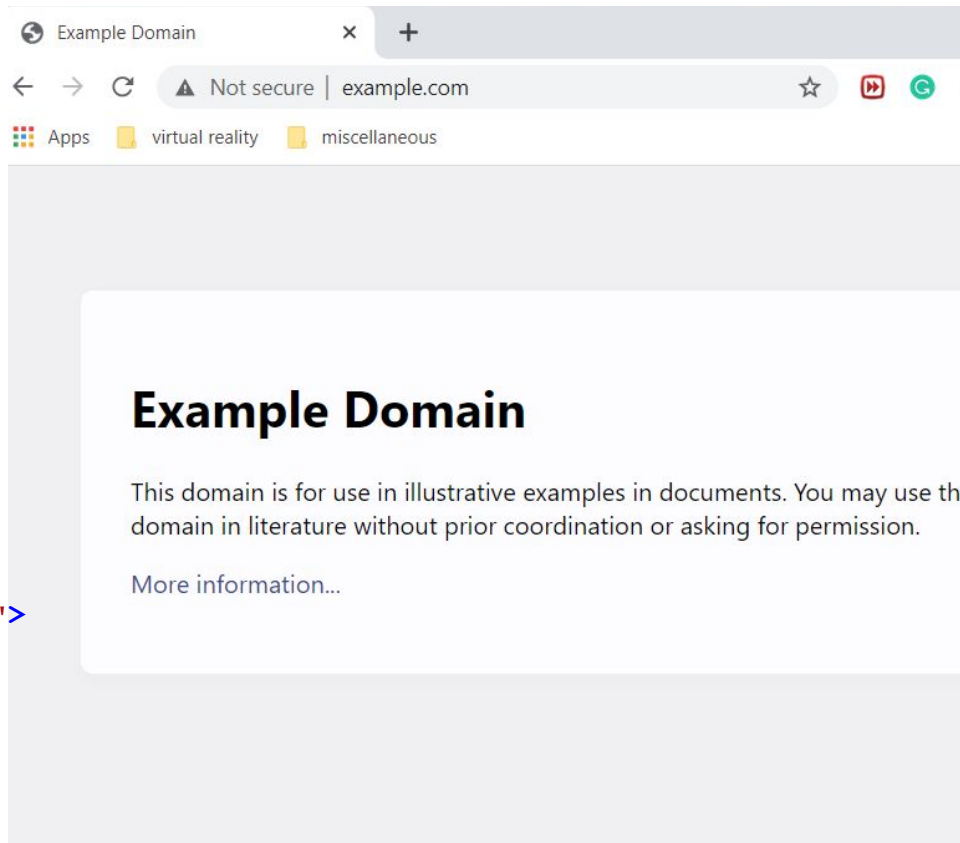 Example Domain
Not secure | example.com
Apps virtual reality miscellaneous
Example Domain
This domain is for use in illustrative examples in documents. You may use th
domain in literature without prior coordination or asking for permission.
More information...
">